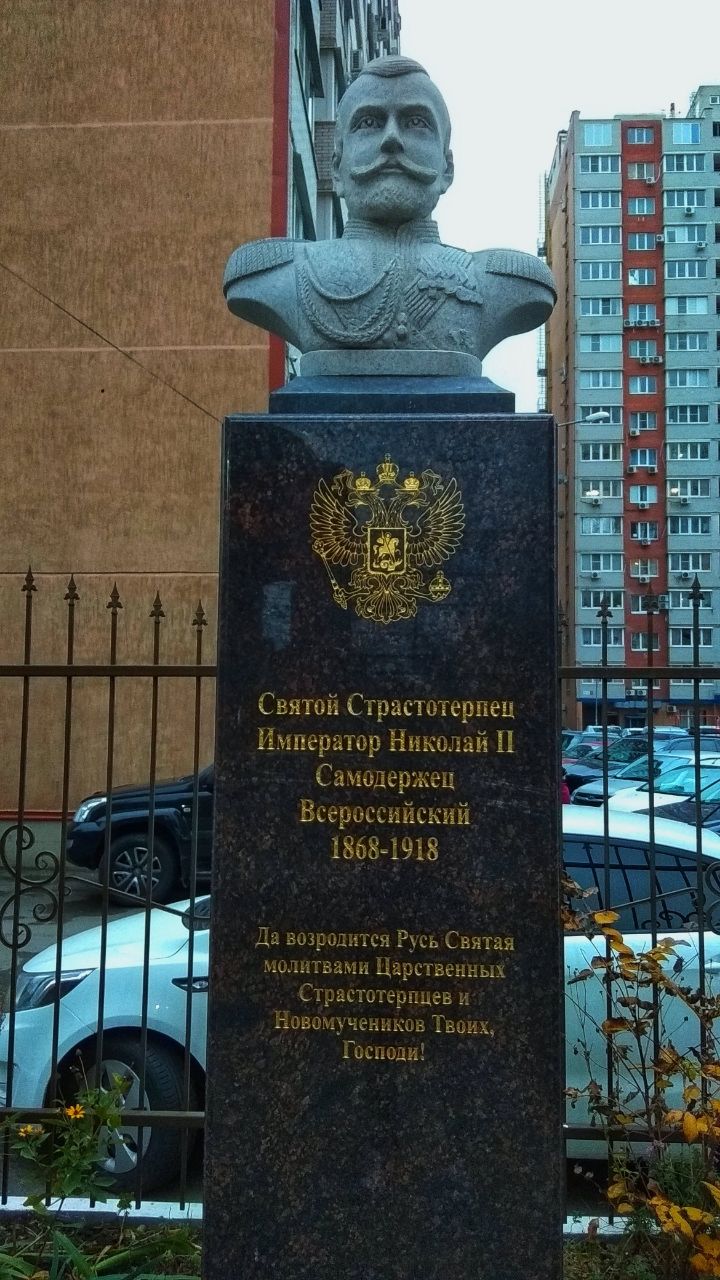 Святой Страстотерпец
Император Николай II
Самодержец
Всероссийский
1868-1918
Да возродится Русь Святая
молитвами Царственных
Страстотерпцев и
Новомучеников Твоих,
Господи!